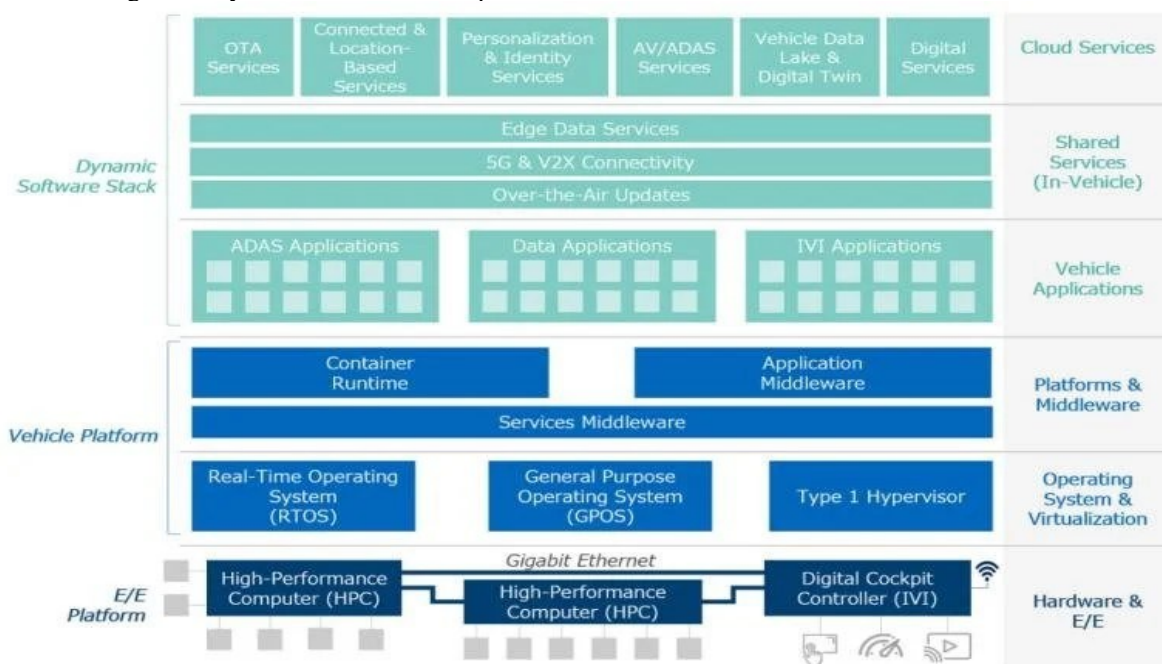 OTA
Services
Connected &
Location-
Based
Services
Personalization
& Identity
Services
AV/ADAS
Services
Vehicle Data
Lake &
Digital Twin
Digital
Services
Cloud Services
Dynamic
Software Stack
Edge Data Services
5G & V2X Connectivity
Over-the-Air Updates
Shared
Services
(In-Vehicle)
ADAS Applications
Data Applications
IVI Applications
Vehicle
Applications
Vehicle Platform
Container
Runtime
Application
Middleware
Services Middleware
Platforms &
Middleware
Real-Time Operating
System
(RTOS)
General Purpose
Operating System
(GPOS)
Type 1 Hypervisor
Operating
System &
Virtualization
E/E
Platform
Gigabit Ethernet
High-Performance
Computer (HPC)
High-Performance
Computer (HPC)
Digital Cockpit
Controller (IVI)
Hardware &
E/E